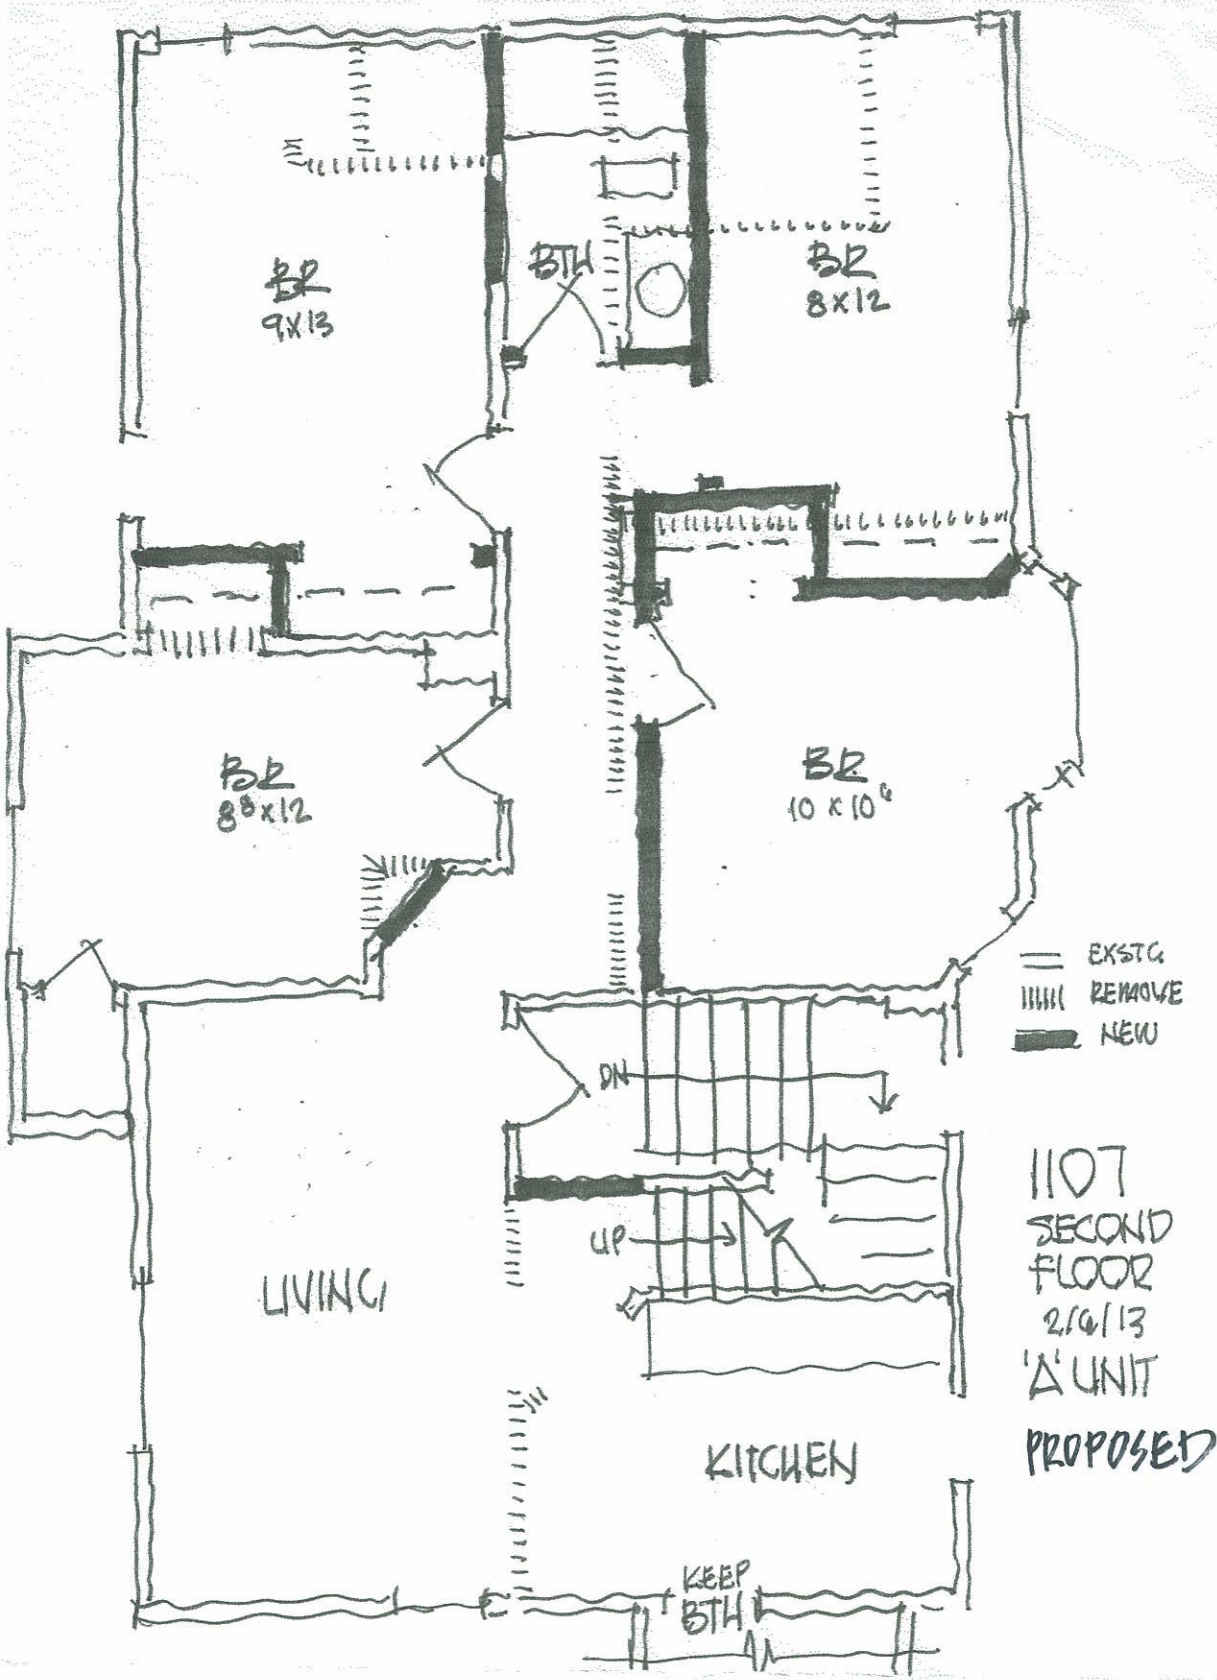 BR
9X13
BTH
BR
8X12
BR
8⁸X12
BR
10 X 10⁶
EXSTG
REMOVE
NEW
DN
UP
LIVING
KITCHEN
KEEP
BTH
1107
SECOND
FLOOR
2/6/13
'A' UNIT
PROPOSED